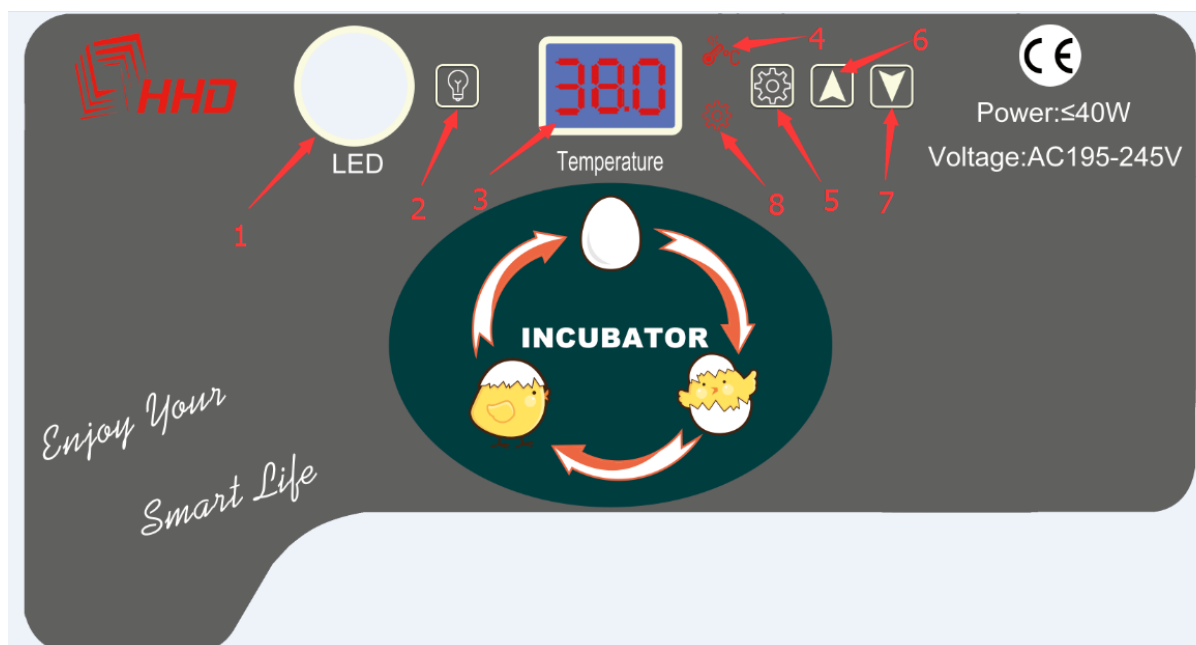 HHD
LED
38.0
Temperature
CE
Power:≤40W
Voltage:AC195-245V
1
2
3
4
5
6
7
8
INCUBATOR
Enjoy Your
Smart Life